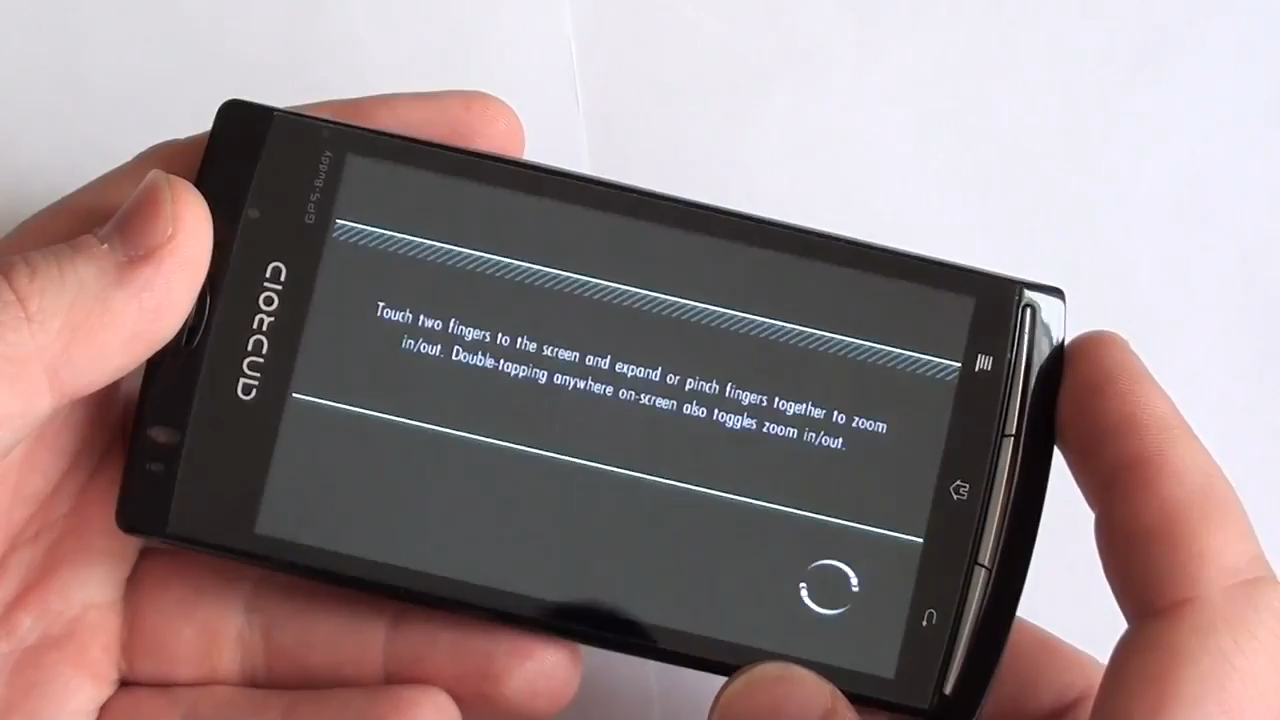 GPS-Buddy
ANDROID
Touch two fingers to the screen and expand or pinch fingers together to zoom
in/out. Double-tapping anywhere on-screen also toggles zoom in/out.